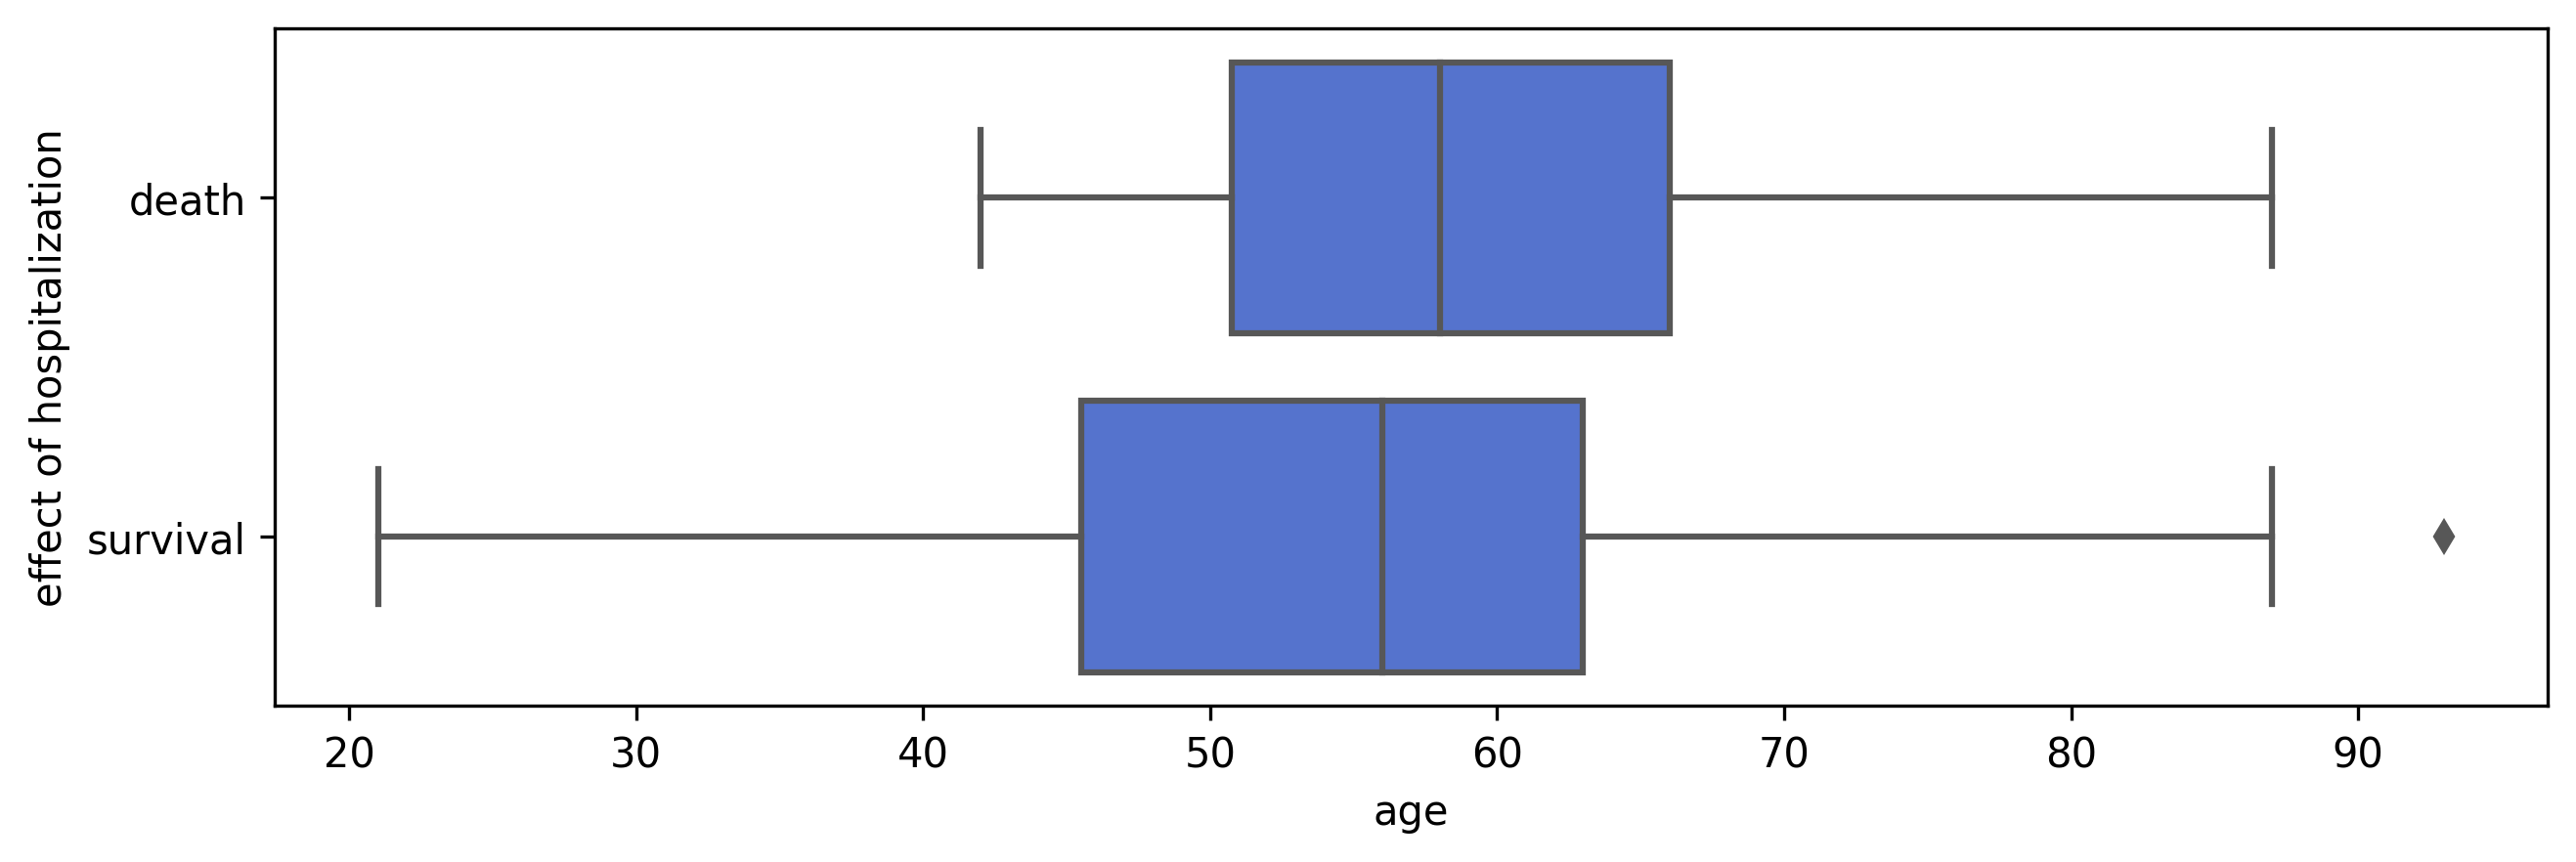 effect of hospitalization
death
survival
20 30 40 50 60 70 80 90
age